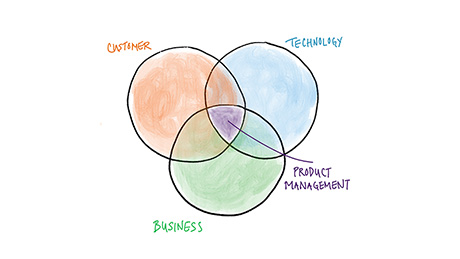 CUSTOMER
TECHNOLOGY
PRODUCT
MANAGEMENT
BUSINESS